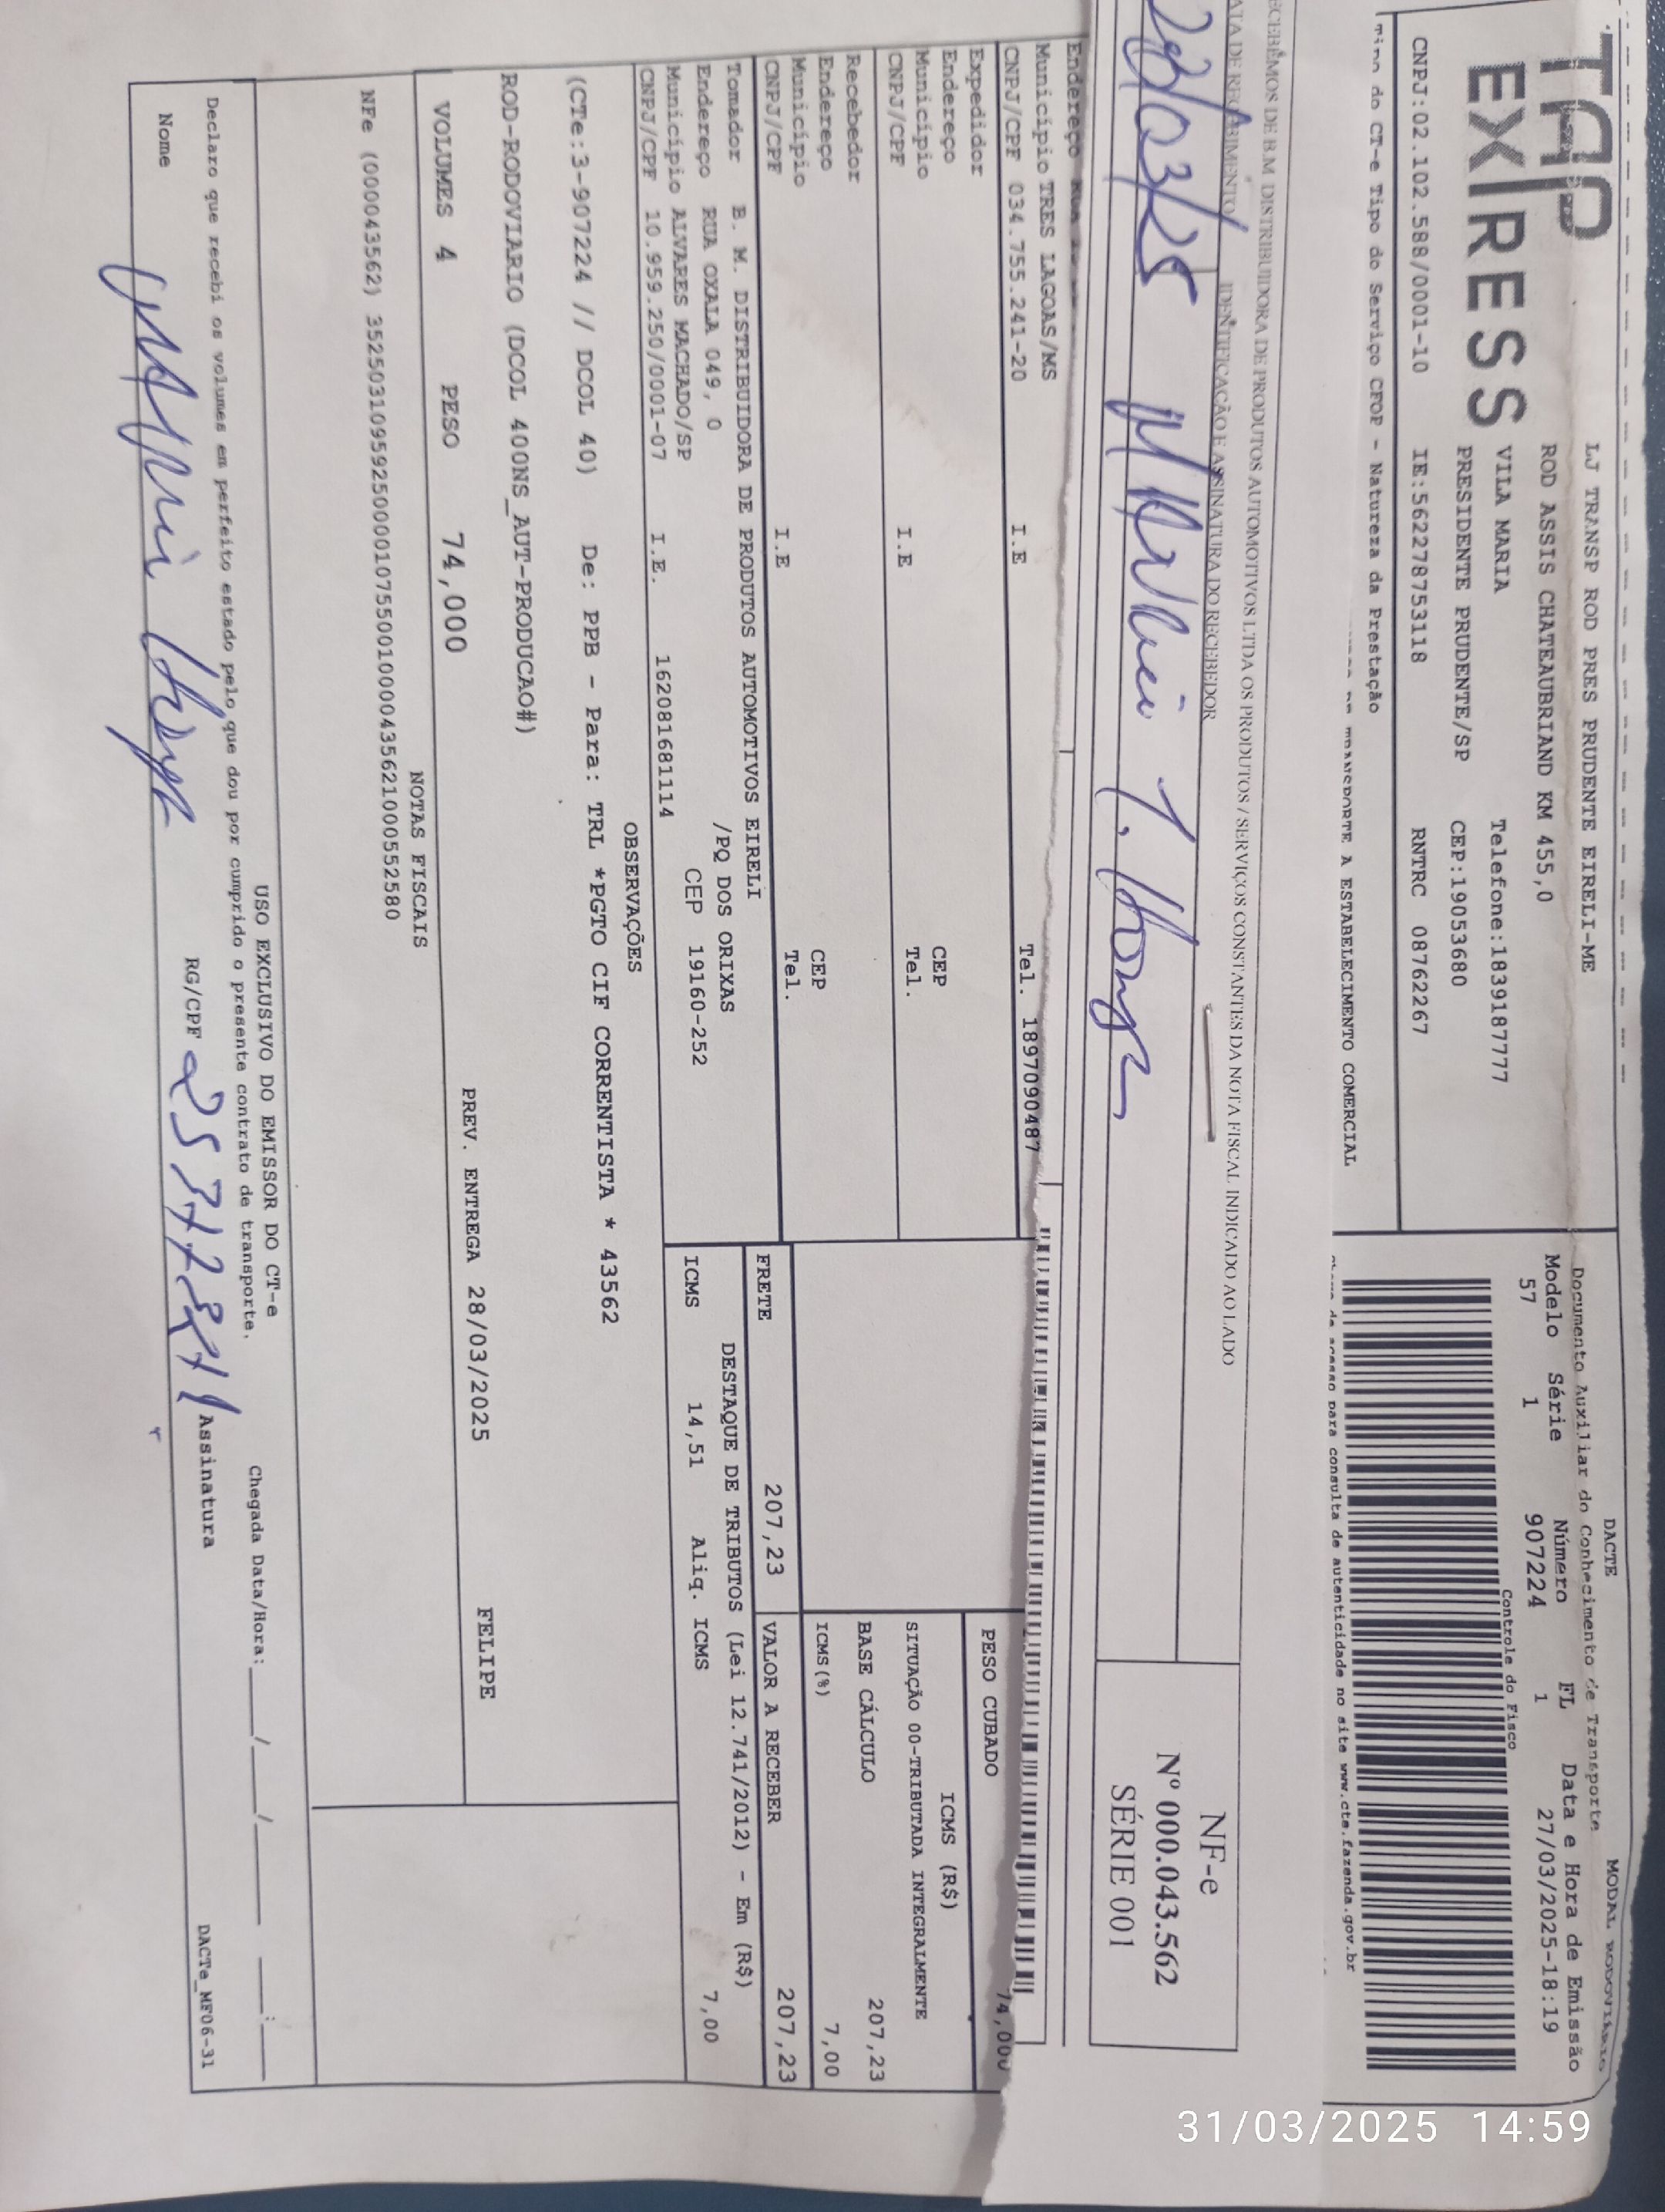 TAP
EXPRESS
LJ TRANSP ROD PRES PRUDENTE EIRELI-ME
ROD ASSIS CHATEAUBRIAND KM 455,0
VILA MARIA Telefone:1839187777
PRESIDENTE PRUDENTE/SP CEP:19053680
CNPJ:02.102.588/0001-10 IE:562278753118 RNTRC 08762267
Tipo do CT-e Tipo do Serviço CFOP - Natureza da Prestação
TRANSPORTE A ESTABELECIMENTO COMERCIAL
DACTE
Documento Auxiliar do Conhecimento de Transporte
MODAL RODOVIÁRIO
Modelo Série Número FL Data e Hora de Emissão
57 1 907224 1 27/03/2025-18:19
Controle do Fisco
Chave de acesso para consulta de autenticidade no site www.cte.fazenda.gov.br
RECEBEMOS DE B.M DISTRIBUIDORA DE PRODUTOS AUTOMOTIVOS LTDA OS PRODUTOS / SERVIÇOS CONSTANTES DA NOTA FISCAL INDICADO AO LADO
DATA DE RECEBIMENTO IDENTIFICAÇÃO E ASSINATURA DO RECEBEDOR
NF-e
Nº 000.043.562
SÉRIE 001
Endereço
Município TRES LAGOAS/MS
CNPJ/CPF 034.755.241-20 I.E Tel. 1897090487
Expedidor
Endereço
Município CEP
CNPJ/CPF I.E Tel.
Recebedor
Endereço
Município CEP
CNPJ/CPF I.E Tel.
PESO CUBADO 74,000
ICMS (R$)
SITUAÇÃO 00-TRIBUTADA INTEGRALMENTE
BASE CÁLCULO 207,23
ICMS(%) 7,00
Tomador B. M. DISTRIBUIDORA DE PRODUTOS AUTOMOTIVOS EIRELI
Endereço RUA OXALA 049, 0 /PQ DOS ORIXAS
Município ALVARES MACHADO/SP CEP 19160-252
CNPJ/CPF 10.959.250/0001-07 I.E. 162081681114
FRETE 207,23 VALOR A RECEBER 207,23
DESTAQUE DE TRIBUTOS (Lei 12.741/2012) - Em (R$)
ICMS 14,51 Aliq. ICMS 7,00
OBSERVAÇÕES
(CTe:3-907224 // DCOL 40) De: PPB - Para: TRL *PGTO CIF CORRENTISTA * 43562
ROD-RODOVIARIO (DCOL 400NS_AUT-PRODUCAO#)
VOLUMES 4 PESO 74,000 PREV. ENTREGA 28/03/2025 FELIPE
NOTAS FISCAIS
NFe (000043562) 35250310959250000107550010000435621000552580
USO EXCLUSIVO DO EMISSOR DO CT-e
Declaro que recebi os volumes em perfeito estado pelo que dou por cumprido o presente contrato de transporte.
Chegada Data/Hora:___/___/____ ___:___
Nome RG/CPF Assinatura
DACTe_MF06-31
31/03/2025 14:59